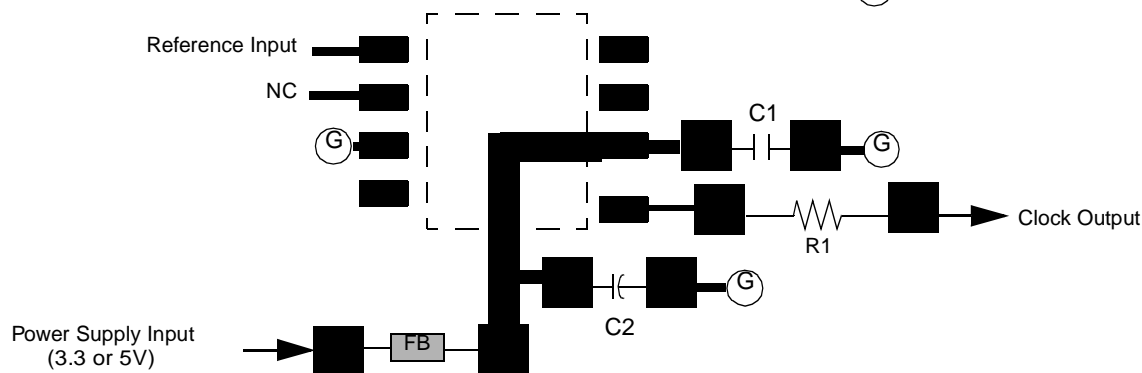 Reference Input
NC
G
C1
G
Clock Output
R1
G
C2
Power Supply Input
(3.3 or 5V)
FB